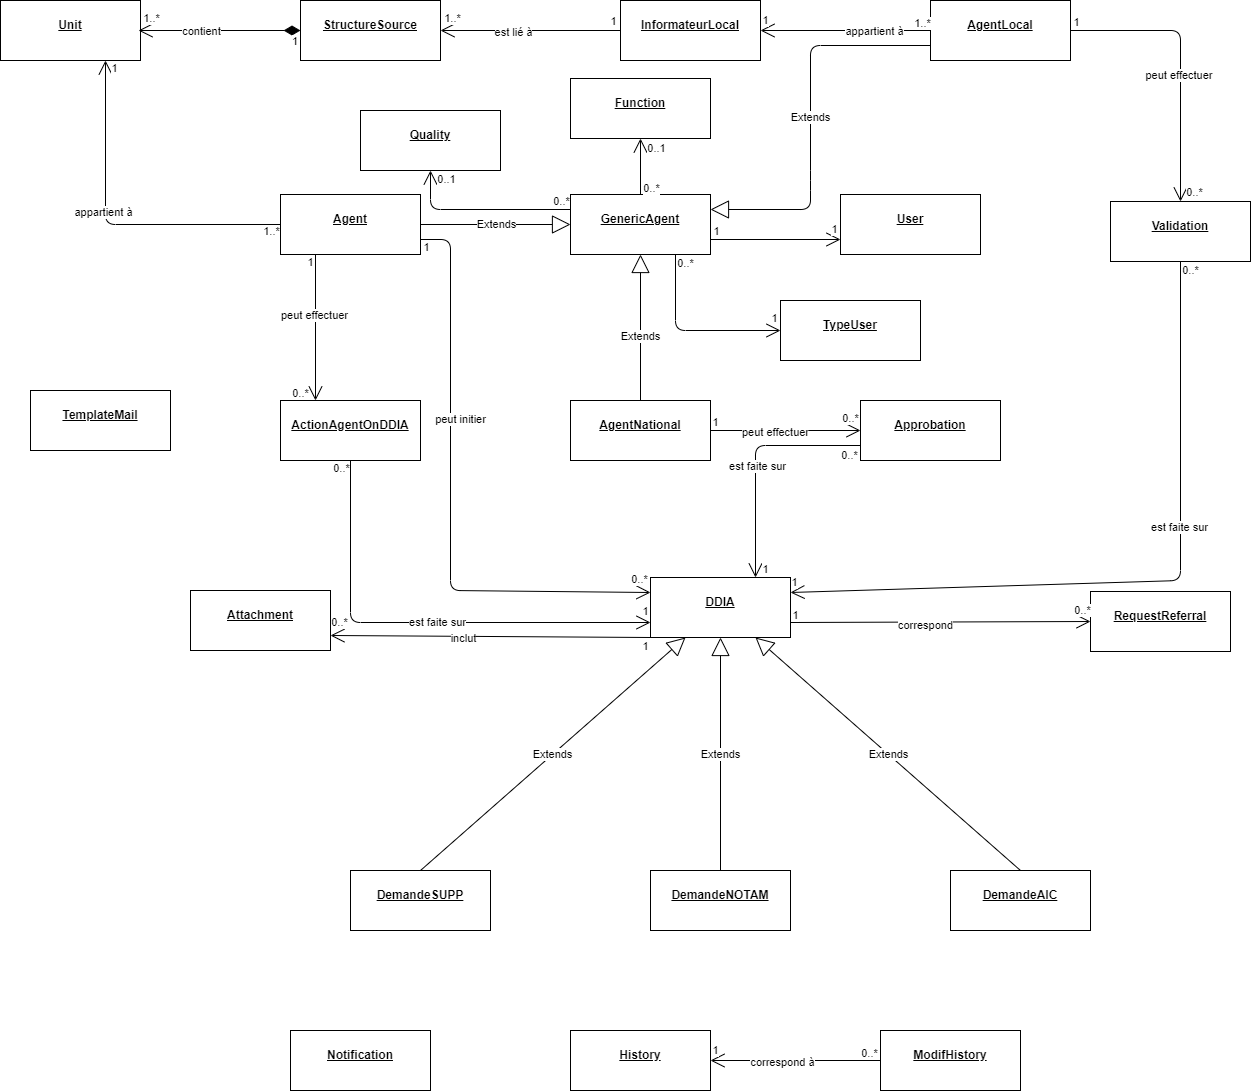 Unit
1..*
contient
1
StructureSource
1..*
est lié à
1
InformateurLocal
1
appartient à
1..*
AgentLocal
1
peut effectuer
1
Function
Extends
Quality
0..1
0..1
0..*
0..*
0..*
appartient à
1..*
Agent
Extends
GenericAgent
1
1
User
Validation
1
1
0..*
0..*
peut effectuer
1
TypeUser
Extends
0..*
TemplateMail
ActionAgentOnDDIA
peut initier
AgentNational
1
peut effectuer
0..*
Approbation
0..*
0..*
est faite sur
est faite sur
1
0..*
1
DDIA
Attachment
0..*
est faite sur
1
inclut
1
1
correspond
0..*
RequestReferral
Extends
Extends
Extends
DemandeSUPP
DemandeNOTAM
DemandeAIC
Notification
History
1
correspond à
0..*
ModifHistory